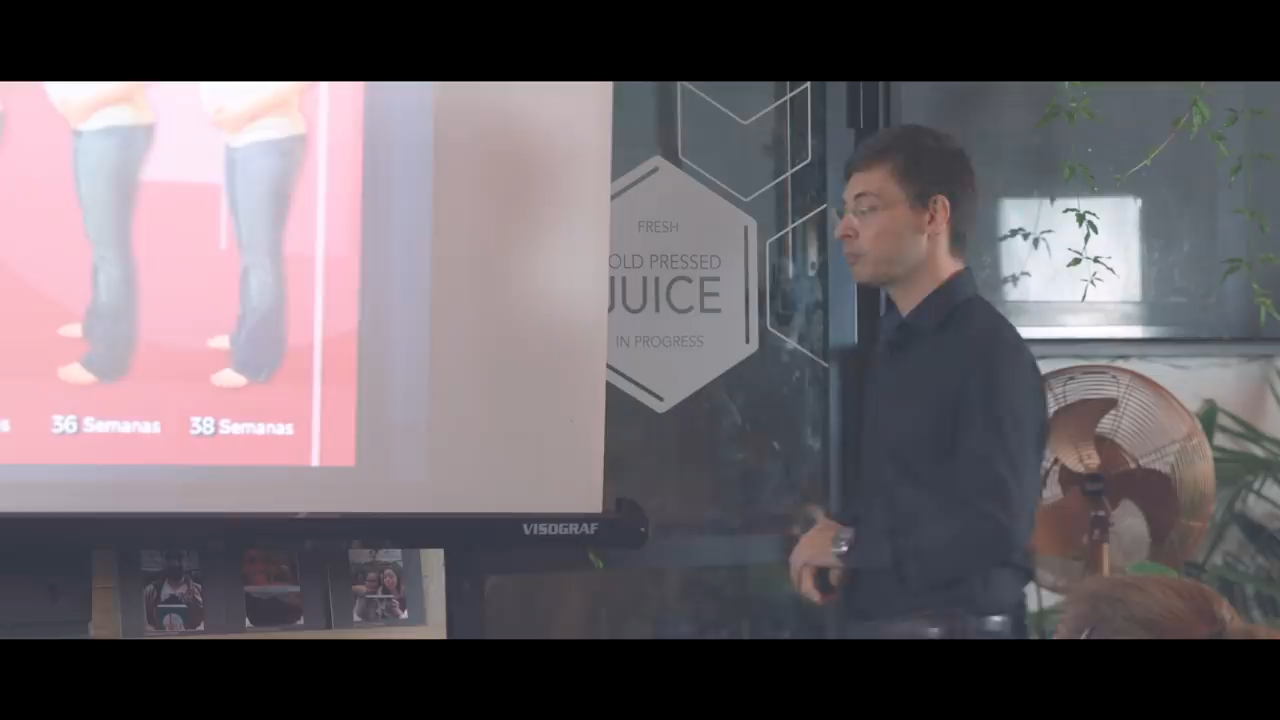 36 Semanas
38 Semanas
FRESH
OLD PRESSED
JUICE
IN PROGRESS
VISOGRAF